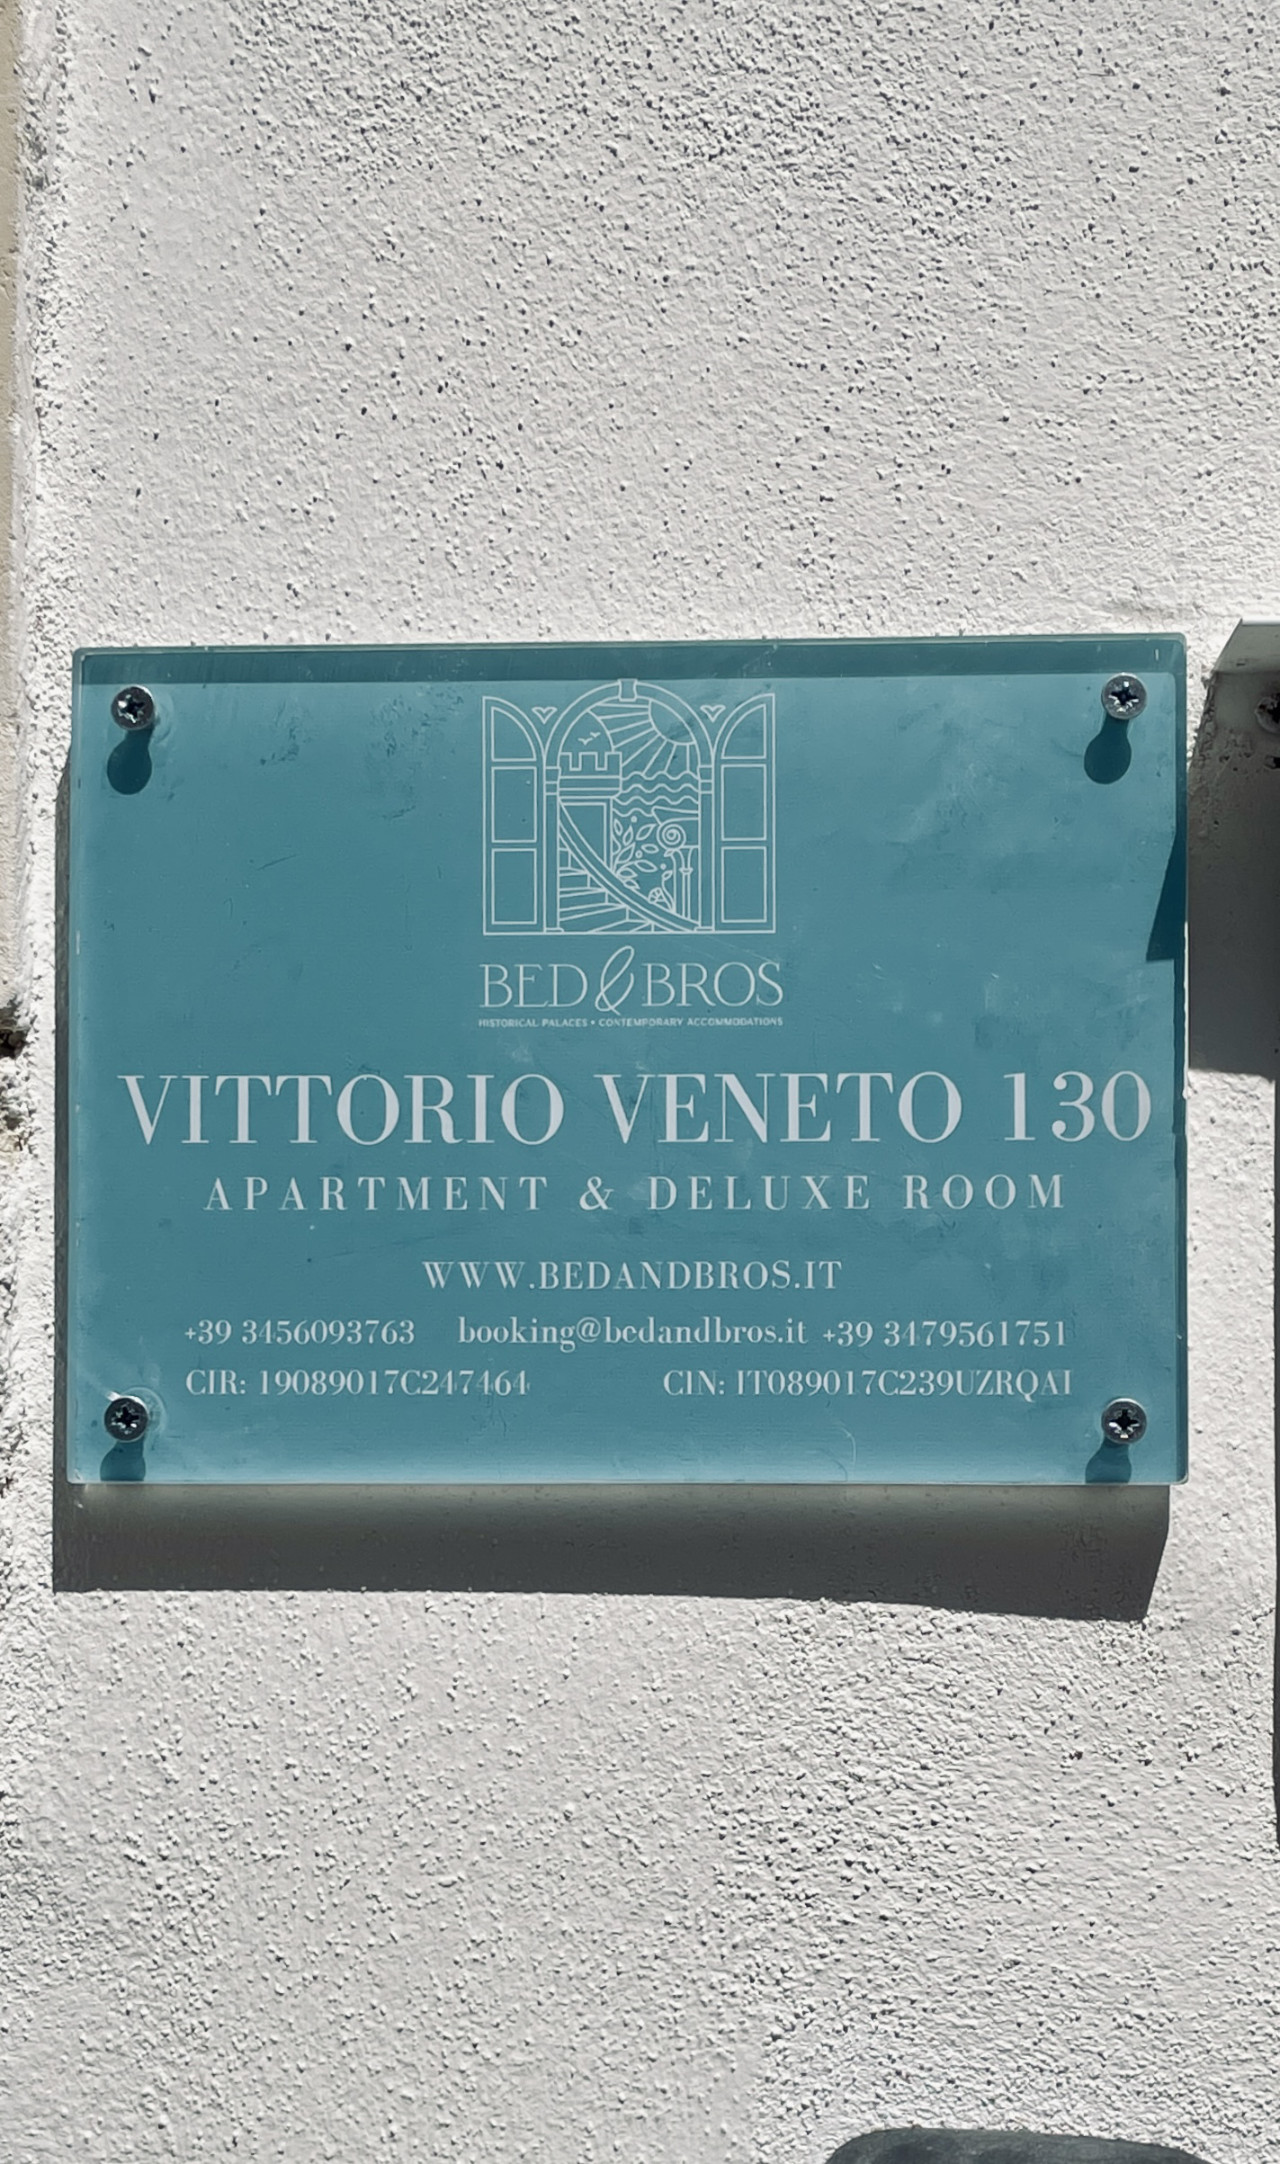 BED & BROS
HISTORICAL PALACES • CONTEMPORARY ACCOMMODATIONS
VITTORIO VENETO 130
APARTMENT & DELUXE ROOM
WWW.BEDANDBROS.IT
+39 3456093763 booking@bedandbros.it +39 3479561751
CIR: 19089017C247464 CIN: IT089017C239UZRQAI